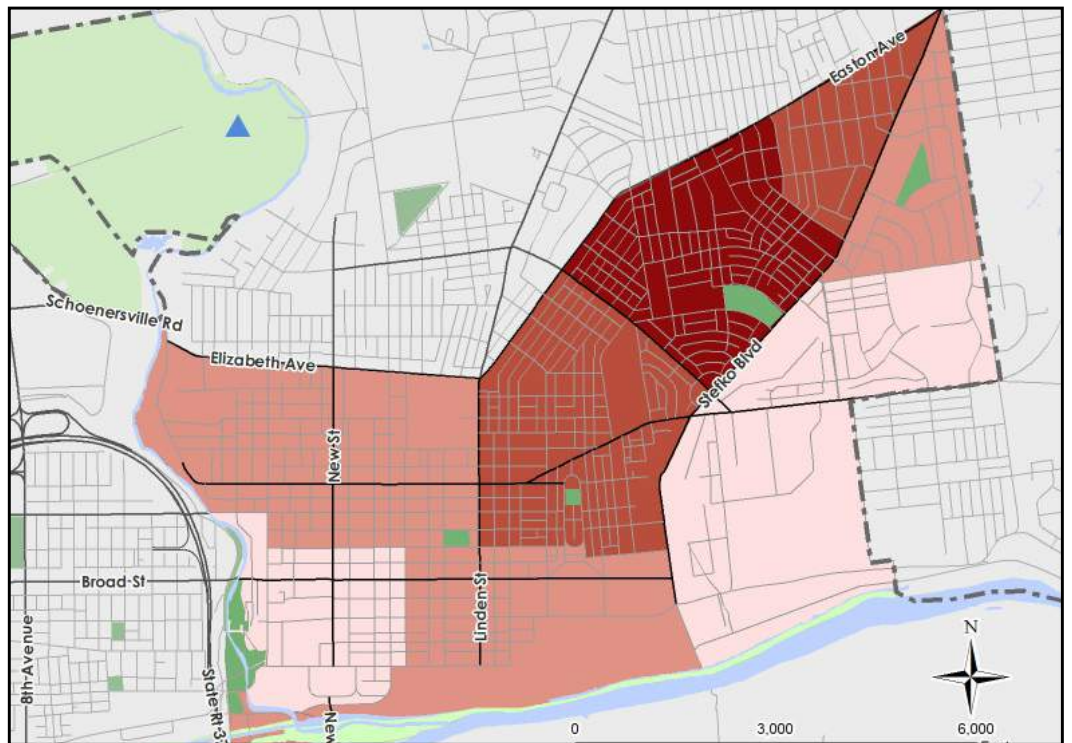 Easton Ave
Schoenersville Rd
Elizabeth Ave
Stefko Blvd
New St
Broad St
Linden St
8th Avenue
State Rt 3
New
N
0 3,000 6,000